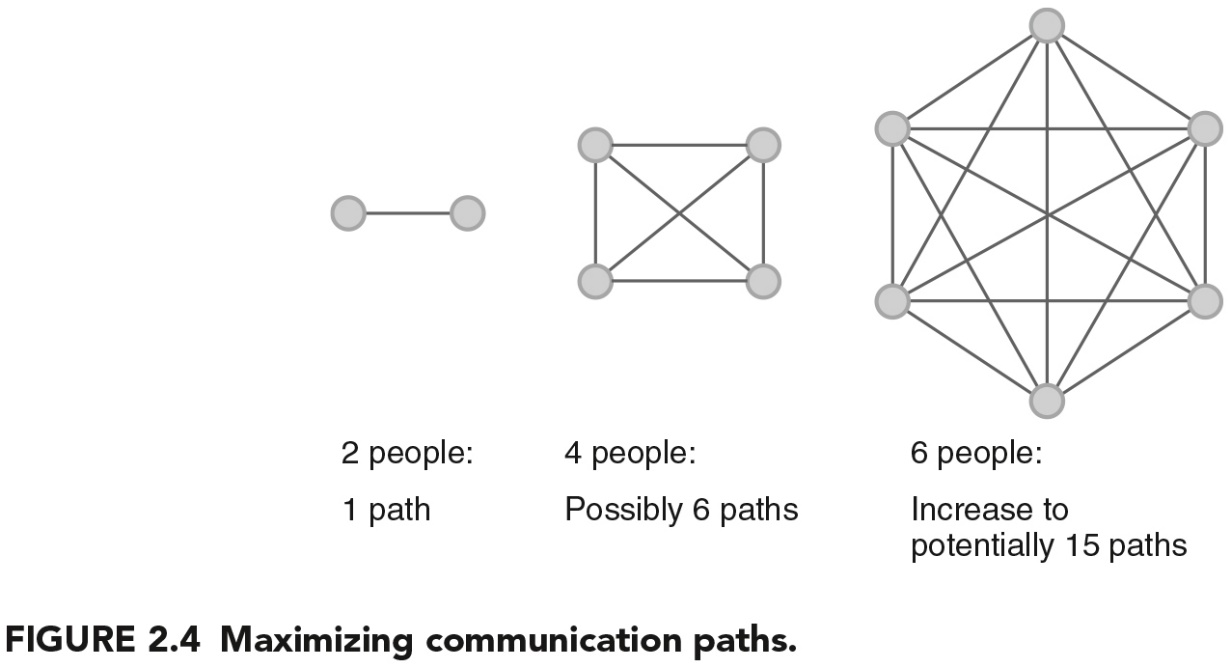 2 people:
1 path
4 people:
Possibly 6 paths
6 people:
Increase to
potentially 15 paths
FIGURE 2.4 Maximizing communication paths.